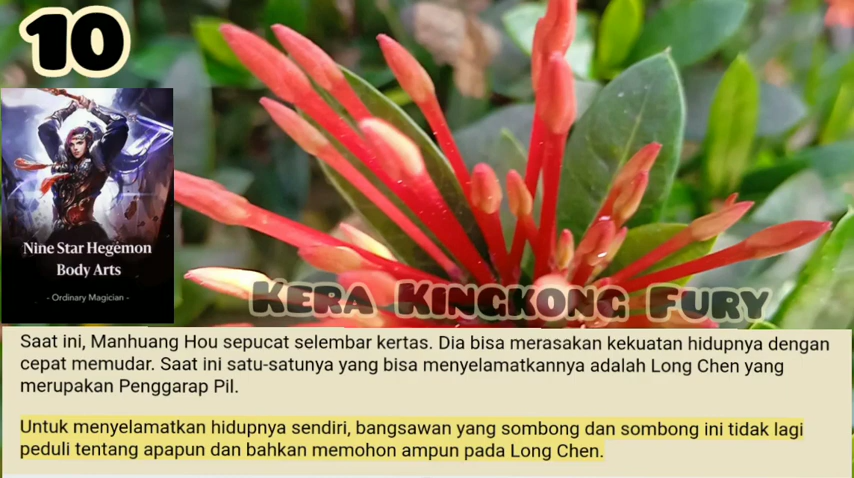 10
Nine Star Hegemon
Body Arts
- Ordinary Magician -
KERA KINGKONG FURY
Saat ini, Manhuang Hou sepucat selembar kertas. Dia bisa merasakan kekuatan hidupnya dengan
cepat memudar. Saat ini satu-satunya yang bisa menyelamatkannya adalah Long Chen yang
merupakan Penggarap Pil.
Untuk menyelamatkan hidupnya sendiri, bangsawan yang sombong dan sombong ini tidak lagi
peduli tentang apapun dan bahkan memohon ampun pada Long Chen.